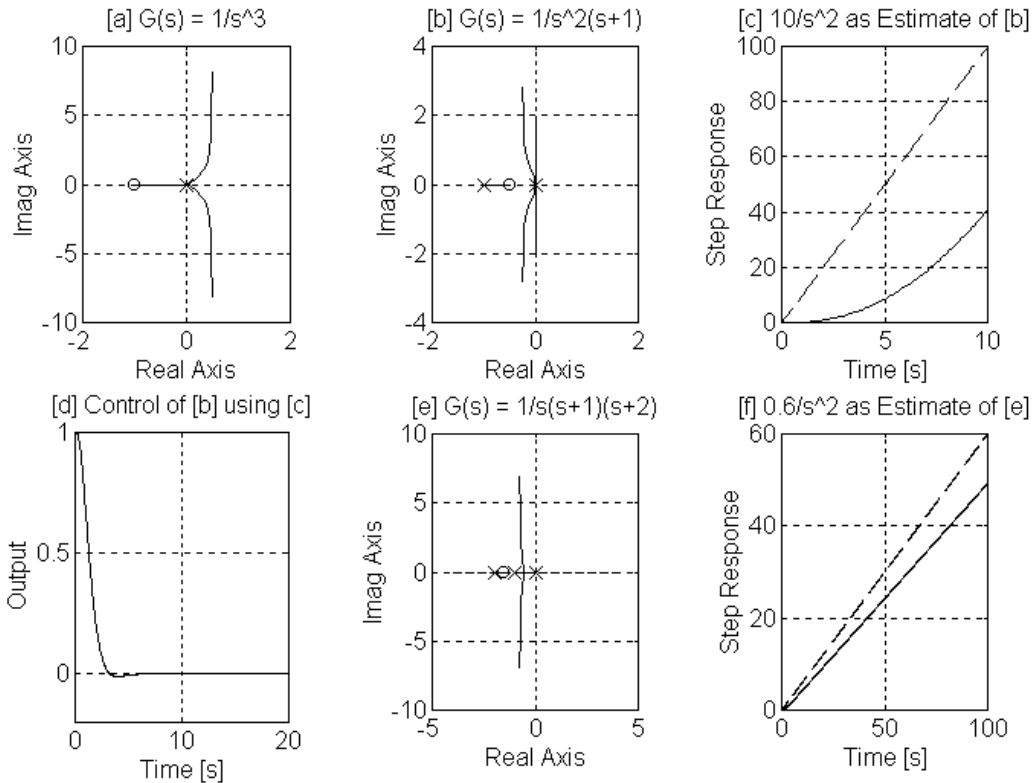 [a] G(s) = 1/s^3
10
5
0
-5
-10
-2
0
2
Imag Axis
Real Axis
[b] G(s) = 1/s^2(s+1)
4
2
0
-2
-4
-2
0
2
Imag Axis
Real Axis
[c] 10/s^2 as Estimate of [b]
100
80
60
40
20
0
0
5
10
Step Response
Time [s]
[d] Control of [b] using [c]
1
0.5
0
0
10
20
Output
Time [s]
[e] G(s) = 1/s(s+1)(s+2)
10
5
0
-5
-10
-5
0
5
Imag Axis
Real Axis
[f] 0.6/s^2 as Estimate of [e]
60
40
20
0
0
50
100
Step Response
Time [s]